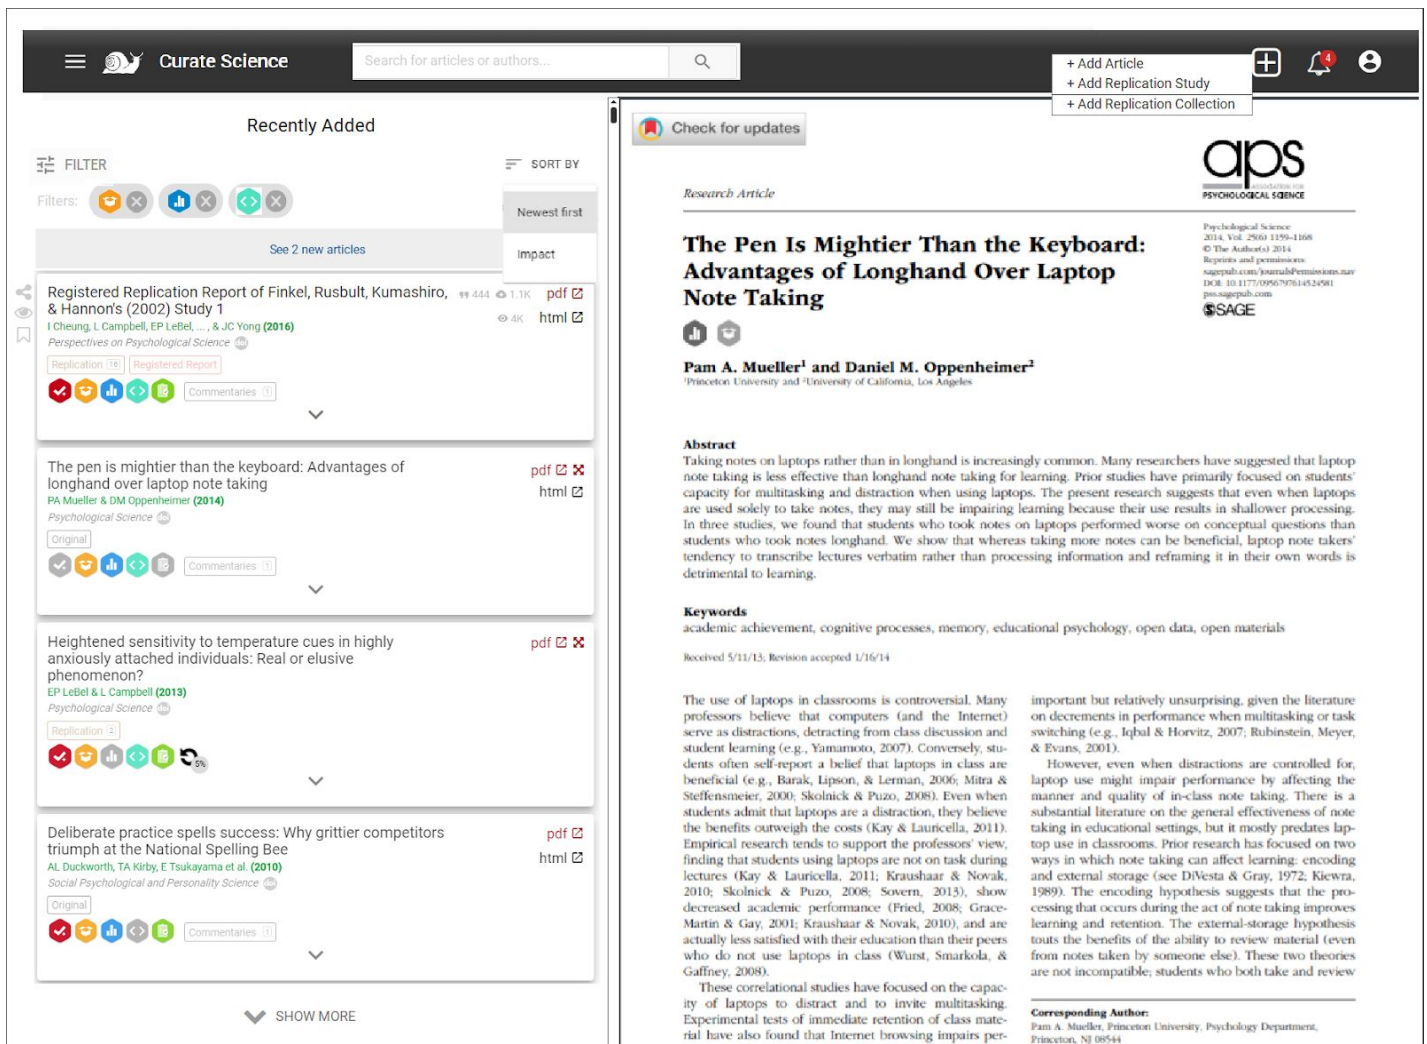 Curate Science
Search for articles or authors...
+ Add Article
+ Add Replication Study
+ Add Replication Collection
4
Recently Added
FILTER
SORT BY
Filters:
Newest first
Impact
See 2 new articles
Registered Replication Report of Finkel, Rusbult, Kumashiro,
& Hannon's (2002) Study 1
444 1.1K pdf
4K html
I Cheung, L Campbell, EP LeBel, ... , & JC Yong (2016)
Perspectives on Psychological Science doi
Replication 16 Registered Report
Commentaries 1
The pen is mightier than the keyboard: Advantages of
longhand over laptop note taking
pdf
html
PA Mueller & DM Oppenheimer (2014)
Psychological Science doi
Original
Commentaries 1
Heightened sensitivity to temperature cues in highly
anxiously attached individuals: Real or elusive
phenomenon?
pdf
EP LeBel & L Campbell (2013)
Psychological Science doi
Replication 2
5%
Deliberate practice spells success: Why grittier competitors
triumph at the National Spelling Bee
pdf
html
AL Duckworth, TA Kirby, E Tsukayama et al. (2010)
Social Psychological and Personality Science doi
Original
Commentaries 1
SHOW MORE
Check for updates
aps
ASSOCIATION FOR
PSYCHOLOGICAL SCIENCE
Research Article
Psychological Science
2014, Vol. 25(6) 1159–1168
© The Author(s) 2014
Reprints and permissions:
sagepub.com/journalsPermissions.nav
DOI: 10.1177/0956797614524581
pss.sagepub.com
SAGE
The Pen Is Mightier Than the Keyboard:
Advantages of Longhand Over Laptop
Note Taking
Pam A. Mueller¹ and Daniel M. Oppenheimer²
¹Princeton University and ²University of California, Los Angeles
Abstract
Taking notes on laptops rather than in longhand is increasingly common. Many researchers have suggested that laptop
note taking is less effective than longhand note taking for learning. Prior studies have primarily focused on students'
capacity for multitasking and distraction when using laptops. The present research suggests that even when laptops
are used solely to take notes, they may still be impairing learning because their use results in shallower processing.
In three studies, we found that students who took notes on laptops performed worse on conceptual questions than
students who took notes longhand. We show that whereas taking more notes can be beneficial, laptop note takers'
tendency to transcribe lectures verbatim rather than processing information and reframing it in their own words is
detrimental to learning.
Keywords
academic achievement, cognitive processes, memory, educational psychology, open data, open materials
Received 5/11/13; Revision accepted 1/16/14
The use of laptops in classrooms is controversial. Many
professors believe that computers (and the Internet)
serve as distractions, detracting from class discussion and
student learning (e.g., Yamamoto, 2007). Conversely, stu-
dents often self-report a belief that laptops in class are
beneficial (e.g., Barak, Lipson, & Lerman, 2006; Mitra &
Steffensmeier, 2000; Skolnick & Puzo, 2008). Even when
students admit that laptops are a distraction, they believe
the benefits outweigh the costs (Kay & Lauricella, 2011).
Empirical research tends to support the professors' view,
finding that students using laptops are not on task during
lectures (Kay & Lauricella, 2011; Kraushaar & Novak,
2010; Skolnick & Puzo, 2008; Sovern, 2013), show
decreased academic performance (Fried, 2008; Grace-
Martin & Gay, 2001; Kraushaar & Novak, 2010), and are
actually less satisfied with their education than their peers
who do not use laptops in class (Wurst, Smarkola, &
Gaffney, 2008).
These correlational studies have focused on the capac-
ity of laptops to distract and to invite multitasking.
Experimental tests of immediate retention of class mate-
rial have also found that Internet browsing impairs per-
important but relatively unsurprising, given the literature
on decrements in performance when multitasking or task
switching (e.g., Iqbal & Horvitz, 2007; Rubinstein, Meyer,
& Evans, 2001).
However, even when distractions are controlled for,
laptop use might impair performance by affecting the
manner and quality of in-class note taking. There is a
substantial literature on the general effectiveness of note
taking in educational settings, but it mostly predates lap-
top use in classrooms. Prior research has focused on two
ways in which note taking can affect learning: encoding
and external storage (see DiVesta & Gray, 1972; Kiewra,
1989). The encoding hypothesis suggests that the pro-
cessing that occurs during the act of note taking improves
learning and retention. The external-storage hypothesis
touts the benefits of the ability to review material (even
from notes taken by someone else). These two theories
are not incompatible; students who both take and review
Corresponding Author:
Pam A. Mueller, Princeton University, Psychology Department,
Princeton, NJ 08544